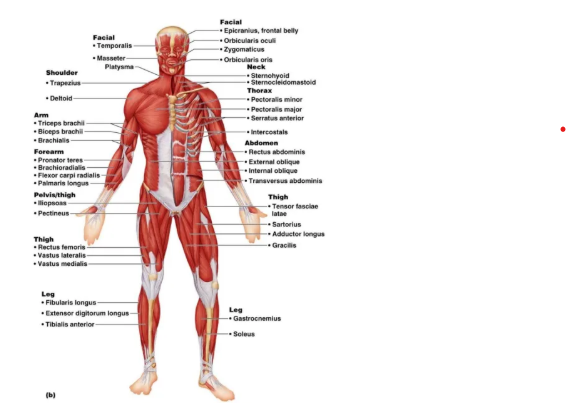 Facial
• Temporalis
• Masseter
Platysma
Shoulder
• Trapezius
• Deltoid
Arm
• Triceps brachii
• Biceps brachii
• Brachialis
Forearm
• Pronator teres
• Brachioradialis
• Flexor carpi radialis
• Palmaris longus
Pelvis/thigh
• Iliopsoas
• Pectineus
Thigh
• Rectus femoris
• Vastus lateralis
• Vastus medialis
Leg
• Fibularis longus
• Extensor digitorum longus
• Tibialis anterior
Facial
• Epicranius, frontal belly
• Orbicularis oculi
• Zygomaticus
• Orbicularis oris
Neck
• Sternohyoid
• Sternocleidomastoid
Thorax
• Pectoralis minor
• Pectoralis major
• Serratus anterior
• Intercostals
Abdomen
• Rectus abdominis
• External oblique
• Internal oblique
• Transversus abdominis
Thigh
• Tensor fasciae
latae
• Sartorius
• Adductor longus
• Gracilis
Leg
• Gastrocnemius
• Soleus
(b)